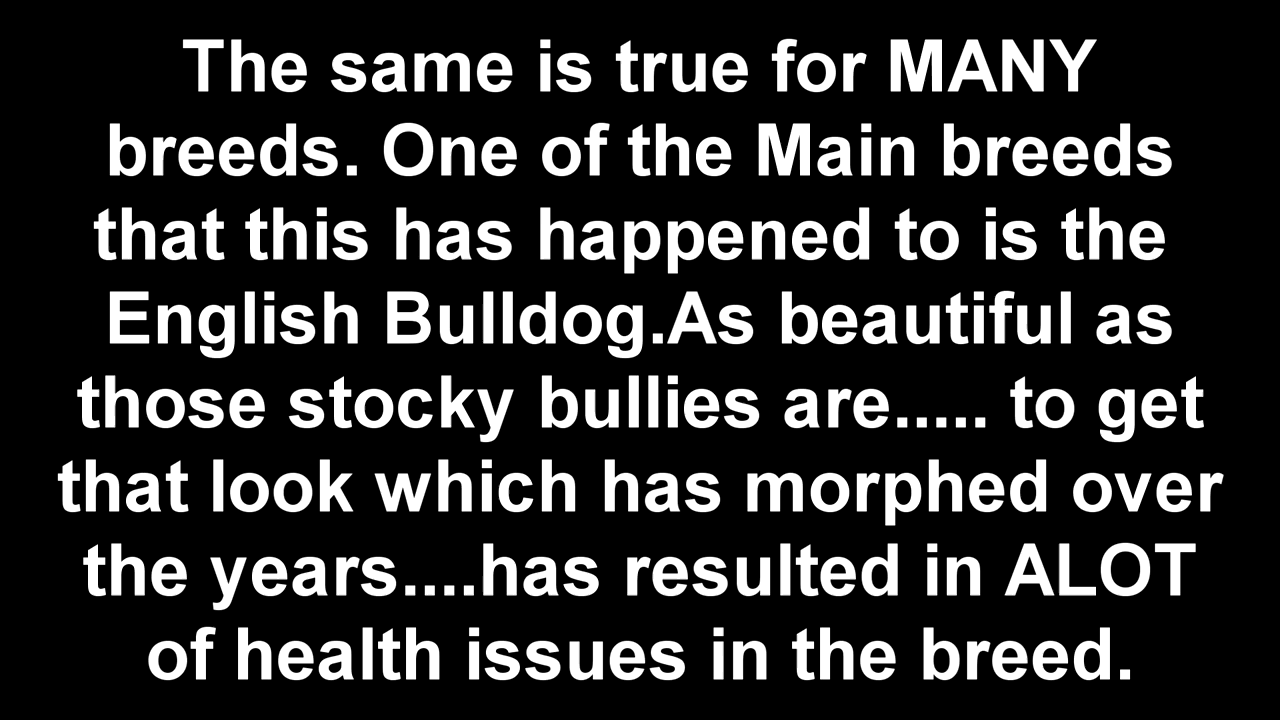 The same is true for MANY
breeds. One of the Main breeds
that this has happened to is the
English Bulldog.As beautiful as
those stocky bullies are..... to get
that look which has morphed over
the years....has resulted in ALOT
of health issues in the breed.